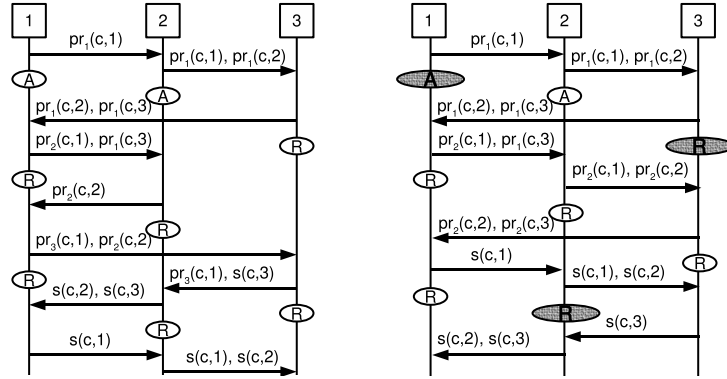 1 2 3
pr₁(c,1)
pr₁(c,1), pr₁(c,2)
A
A
pr₁(c,2), pr₁(c,3)
pr₂(c,1), pr₁(c,3)
R
R
pr₂(c,2)
R
pr₃(c,1), pr₂(c,2)
R
pr₃(c,1), s(c,3)
s(c,2), s(c,3)
R
R
s(c,1)
s(c,1), s(c,2)
1 2 3
pr₁(c,1)
pr₁(c,1), pr₁(c,2)
A
A
pr₁(c,2), pr₁(c,3)
R
pr₂(c,1), pr₁(c,3)
R
pr₂(c,1), pr₂(c,2)
R
pr₂(c,2), pr₂(c,3)
s(c,1)
R
s(c,1), s(c,2)
R
R
s(c,3)
s(c,2), s(c,3)